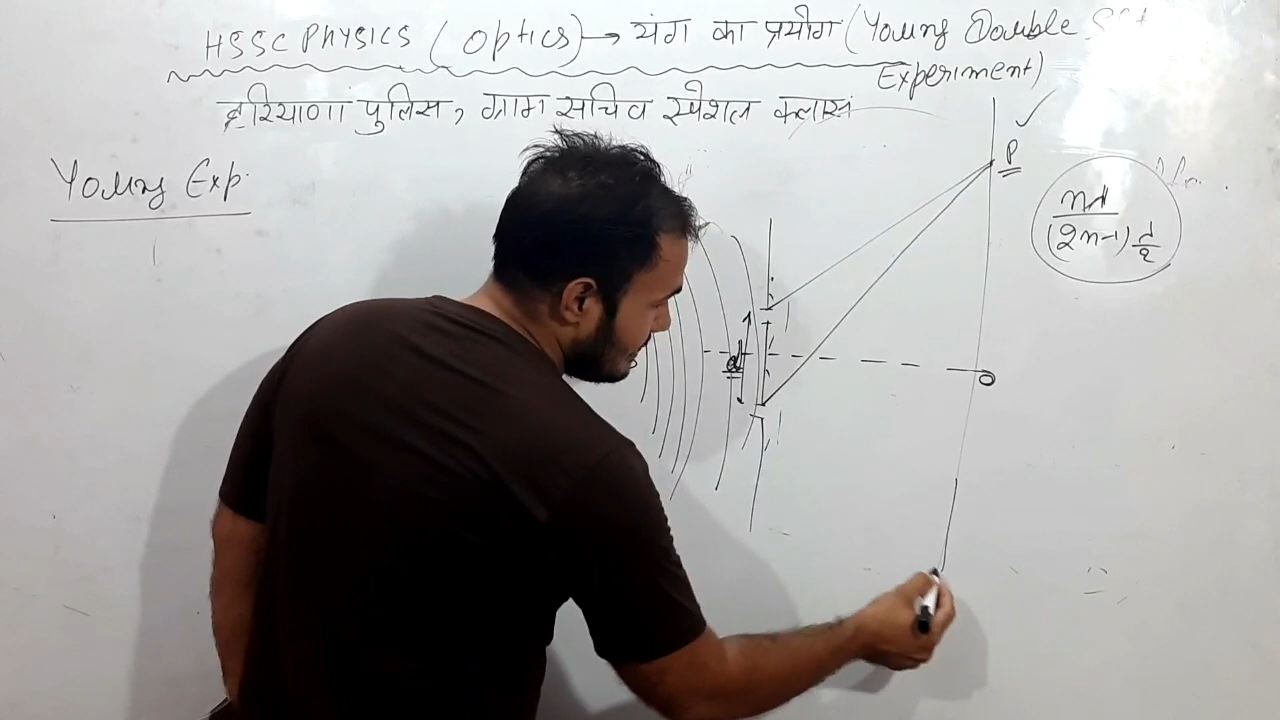 HSSC PHYSICS (Optics) → यंग का प्रयोग (Young Double
Experiment)
हरियाणा पुलिस, ग्राम सचिव स्पेशल क्लास
Young Exp.
P
nλ
(2n-1) λ/2
d
O